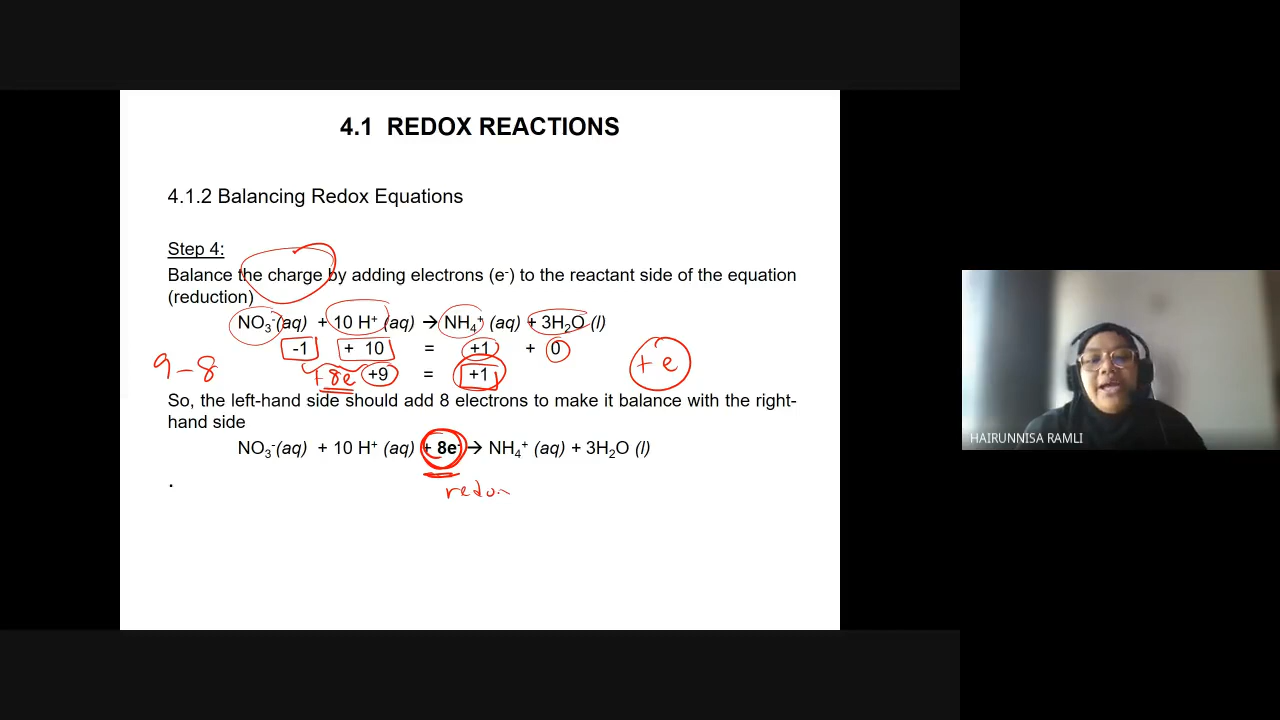 4.1 REDOX REACTIONS
4.1.2 Balancing Redox Equations
Step 4:
Balance the charge by adding electrons (e⁻) to the reactant side of the equation
(reduction)
NO₃⁻(aq) + 10 H⁺ (aq) → NH₄⁺ (aq) + 3H₂O (l)
-1 + 10 = +1 + 0
9-8 +8e +9 = +1 +e
So, the left-hand side should add 8 electrons to make it balance with the right-
hand side
NO₃⁻(aq) + 10 H⁺ (aq) + 8e⁻ → NH₄⁺ (aq) + 3H₂O (l)
.
redox
HAIRUNNISA RAMLI